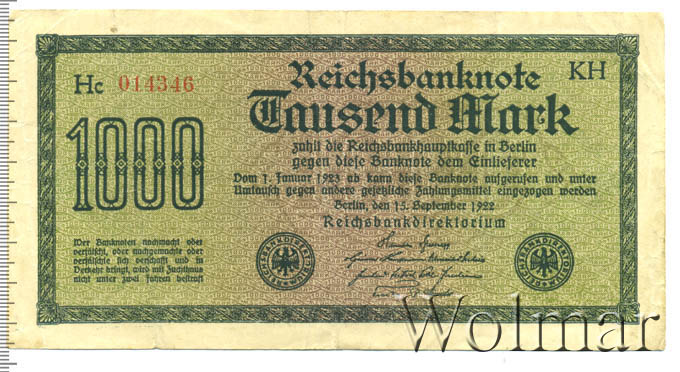 Hc 014346
Reichsbanknote
KH
Tausend Mark
1000
zahlt die Reichsbankhauptkasse in Berlin
gegen diese Banknote dem Einlieferer
Vom 1. Januar 1923 ab kann diese Banknote aufgerufen und unter
Umtausch gegen andere gesetzliche Zahlungsmittel eingezogen werden
Berlin, den 15. September 1922
Reichsbankdirektorium
Wer Banknoten nachmacht oder
verfälscht, oder nachgemachte oder
verfälschte sich verschafft und in
Verkehr bringt, wird mit Zuchthaus
nicht unter zwei Jahren bestraft
REICHSBANKDIREKTORIUM
REICHSBANKDIREKTORIUM
Wolmar